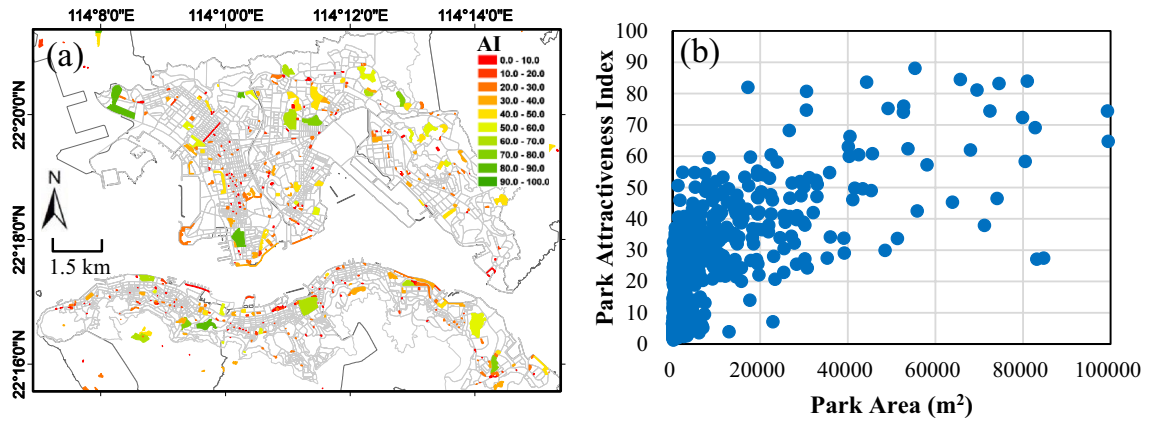 114°8'0"E 114°10'0"E 114°12'0"E 114°14'0"E
(a)
AI
0.0 - 10.0
10.0 - 20.0
20.0 - 30.0
30.0 - 40.0
40.0 - 50.0
50.0 - 60.0
60.0 - 70.0
70.0 - 80.0
80.0 - 90.0
90.0 - 100.0
22°20'0"N
22°18'0"N
22°16'0"N
N
1.5 km
(b)
Park Attractiveness Index
100
90
80
70
60
50
40
30
20
10
0
0 20000 40000 60000 80000 100000
Park Area (m²)